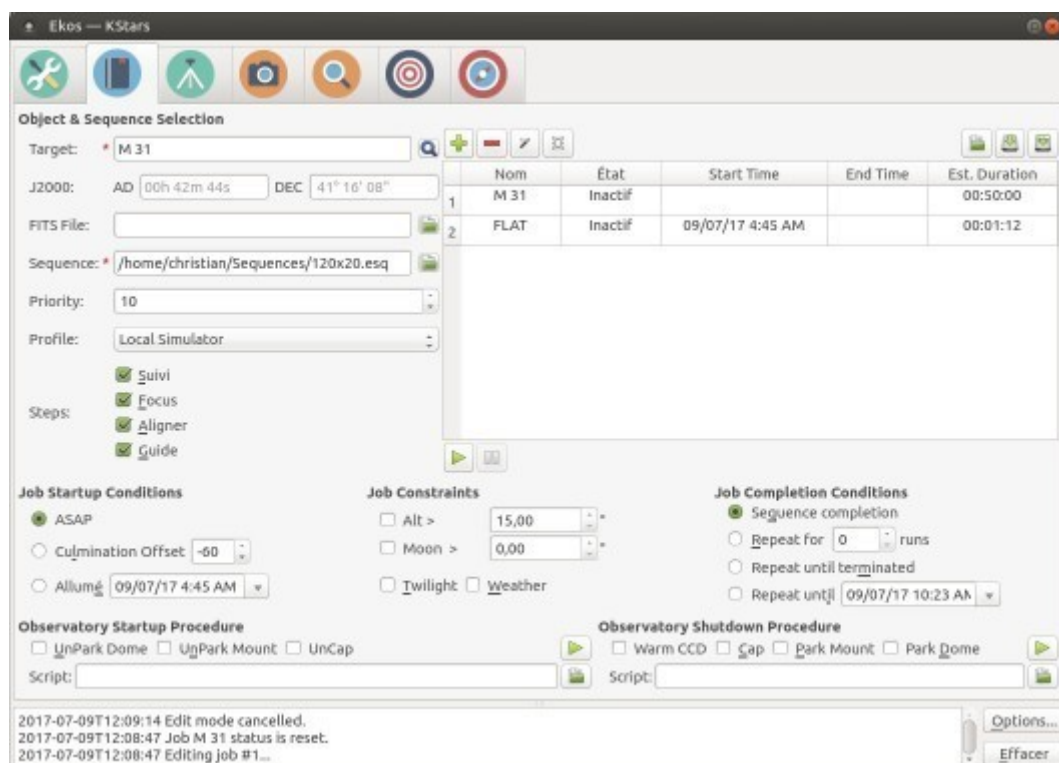 Ekos — KStars
Object & Sequence Selection
Target: * M 31
J2000: AD 00h 42m 44s DEC 41° 16' 08"
FITS File:
Sequence: * /home/christian/Sequences/120x20.esq
Priority: 10
Profile: Local Simulator
Steps:
Suivi
Focus
Aligner
Guide
Nom État Start Time End Time Est. Duration
1 M 31 Inactif 00:50:00
2 FLAT Inactif 09/07/17 4:45 AM 00:01:12
Job Startup Conditions
ASAP
Culmination Offset -60
Allumé 09/07/17 4:45 AM
Job Constraints
Alt > 15,00 °
Moon > 0,00 °
Twilight Weather
Job Completion Conditions
Sequence completion
Repeat for 0 runs
Repeat until terminated
Repeat until 09/07/17 10:23 AM
Observatory Startup Procedure
UnPark Dome UnPark Mount UnCap
Script:
Observatory Shutdown Procedure
Warm CCD Cap Park Mount Park Dome
Script:
2017-07-09T12:09:14 Edit mode cancelled.
2017-07-09T12:08:47 Job M 31 status is reset.
2017-07-09T12:08:47 Editing job #1...
Options...
Effacer